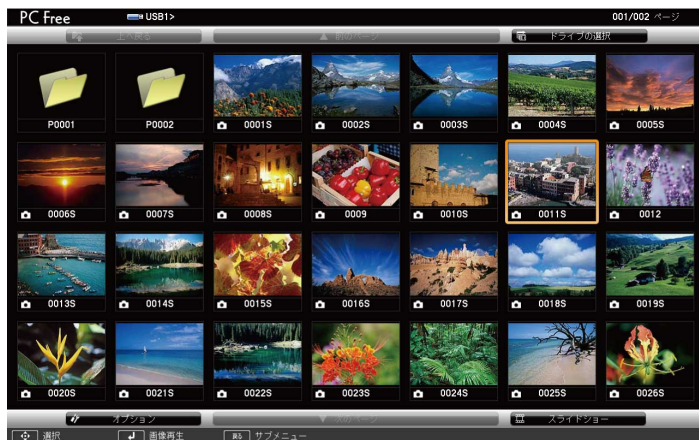 PC Free USB1> 001/002 ページ
上へ戻る ▲ 前のページ ドライブの選択
P0001 P0002 0001S 0002S 0003S 0004S 0005S
0006S 0007S 0008S 0009 0010S 0011S 0012
0013S 0014S 0015S 0016S 0017S 0018S 0019S
0020S 0021S 0022S 0023S 0024S 0025S 0026S
オプション ▼ 次のページ スライドショー
選択 画像再生 戻る サブメニュー